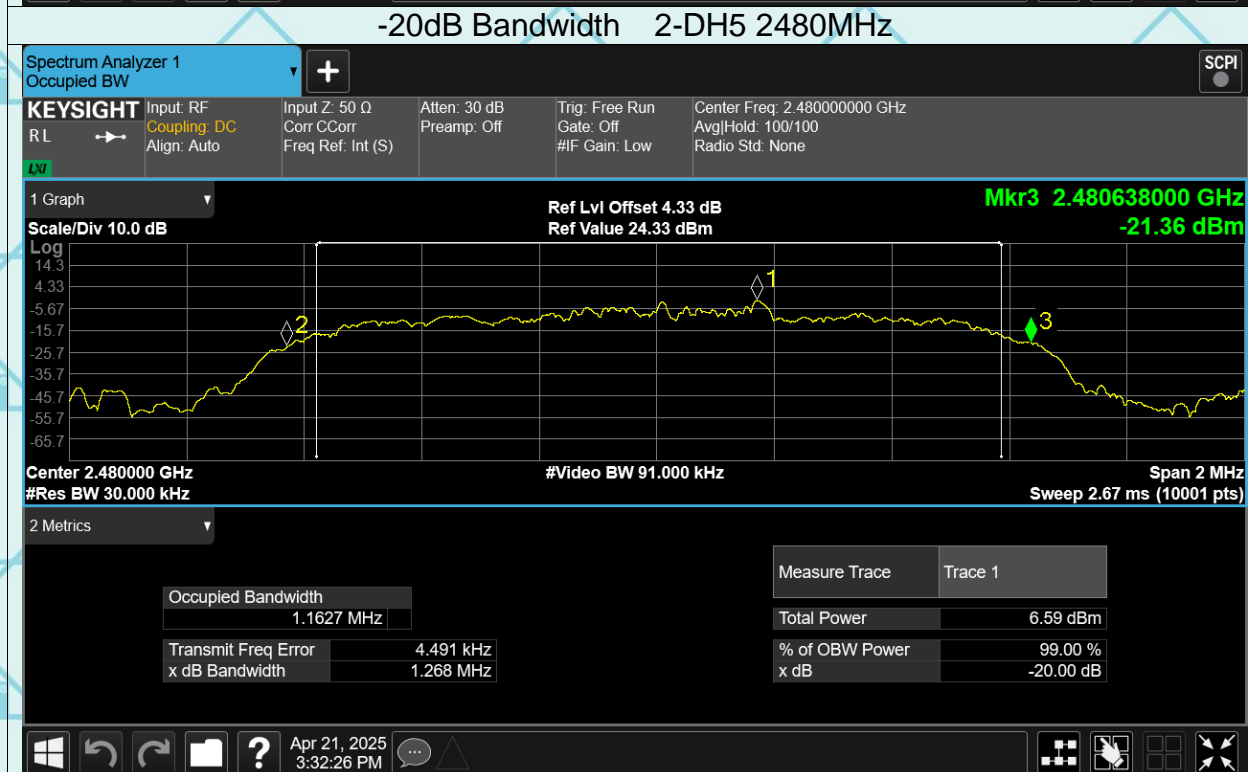 -20dB Bandwidth 2-DH5 2480MHz
Spectrum Analyzer 1
Occupied BW
+
SCPI
KEYSIGHT
RL
LXI
Input: RF
Coupling: DC
Align: Auto
Input Z: 50 Ω
Corr CCorr
Freq Ref: Int (S)
Atten: 30 dB
Preamp: Off
Trig: Free Run
Gate: Off
#IF Gain: Low
Center Freq: 2.480000000 GHz
Avg|Hold: 100/100
Radio Std: None
1 Graph
Scale/Div 10.0 dB
Ref Lvl Offset 4.33 dB
Ref Value 24.33 dBm
Mkr3 2.480638000 GHz
-21.36 dBm
Log
14.3
4.33
-5.67
-15.7
-25.7
-35.7
-45.7
-55.7
-65.7
1
2
3
Center 2.480000 GHz
#Video BW 91.000 kHz
Span 2 MHz
#Res BW 30.000 kHz
Sweep 2.67 ms (10001 pts)
2 Metrics
Occupied Bandwidth
1.1627 MHz
Transmit Freq Error 4.491 kHz
x dB Bandwidth 1.268 MHz
Measure Trace Trace 1
Total Power 6.59 dBm
% of OBW Power 99.00 %
x dB -20.00 dB
?
Apr 21, 2025
3:32:26 PM